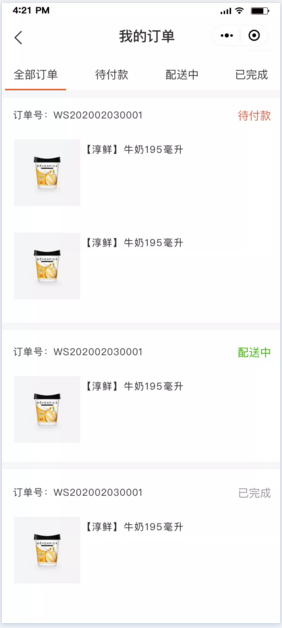 4:21 PM
我的订单
全部订单 待付款 配送中 已完成
订单号：WS202002030001 待付款
【淳鲜】牛奶195毫升
【淳鲜】牛奶195毫升
订单号：WS202002030001 配送中
【淳鲜】牛奶195毫升
订单号：WS202002030001 已完成
【淳鲜】牛奶195毫升